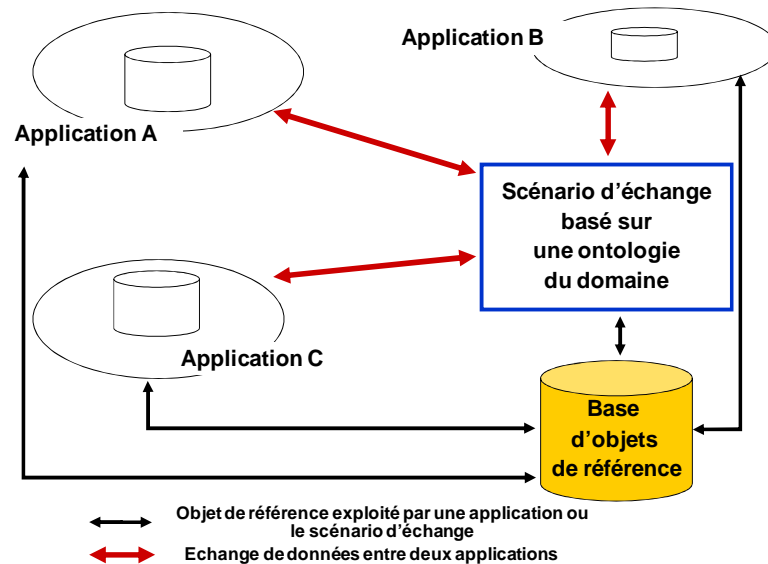 Application B
Application A
Scénario d'échange
basé sur
une ontologie
du domaine
Application C
Base
d'objets
de référence
Objet de référence exploité par une application ou
le scénario d'échange
Echange de données entre deux applications